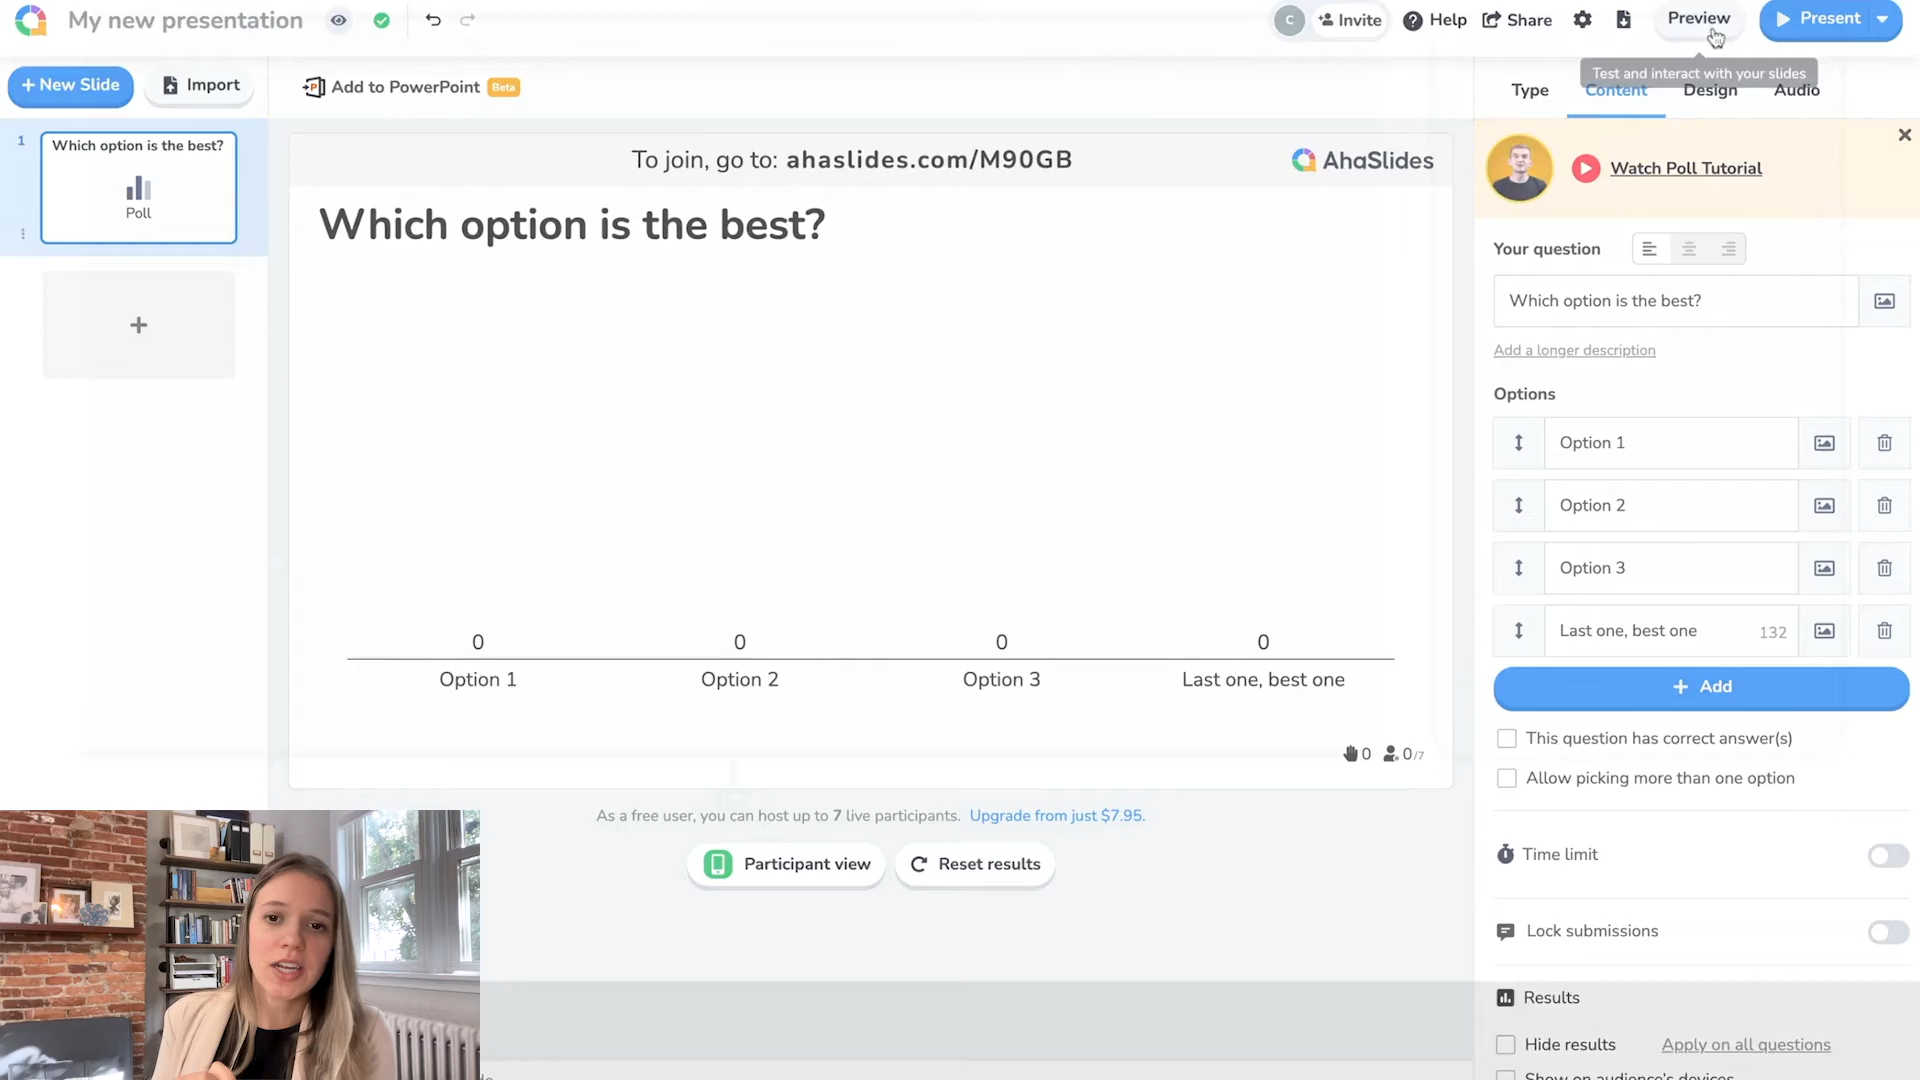 My new presentation
C
Invite
Help
Share
Preview
Present
Test and interact with your slides
+ New Slide
Import
Add to PowerPoint Beta
Type
Content
Design
Audio
1
Which option is the best?
Poll
To join, go to: ahaslides.com/M90GB
AhaSlides
Watch Poll Tutorial
Which option is the best?
Your question
Which option is the best?
Add a longer description
Options
Option 1
Option 2
Option 3
Last one, best one 132
+ Add
0 0 0 0
Option 1 Option 2 Option 3 Last one, best one
0 0/7
This question has correct answer(s)
Allow picking more than one option
As a free user, you can host up to 7 live participants. Upgrade from just $7.95.
Participant view
Reset results
Time limit
Lock submissions
Results
Hide results
Apply on all questions
Show on audience's devices